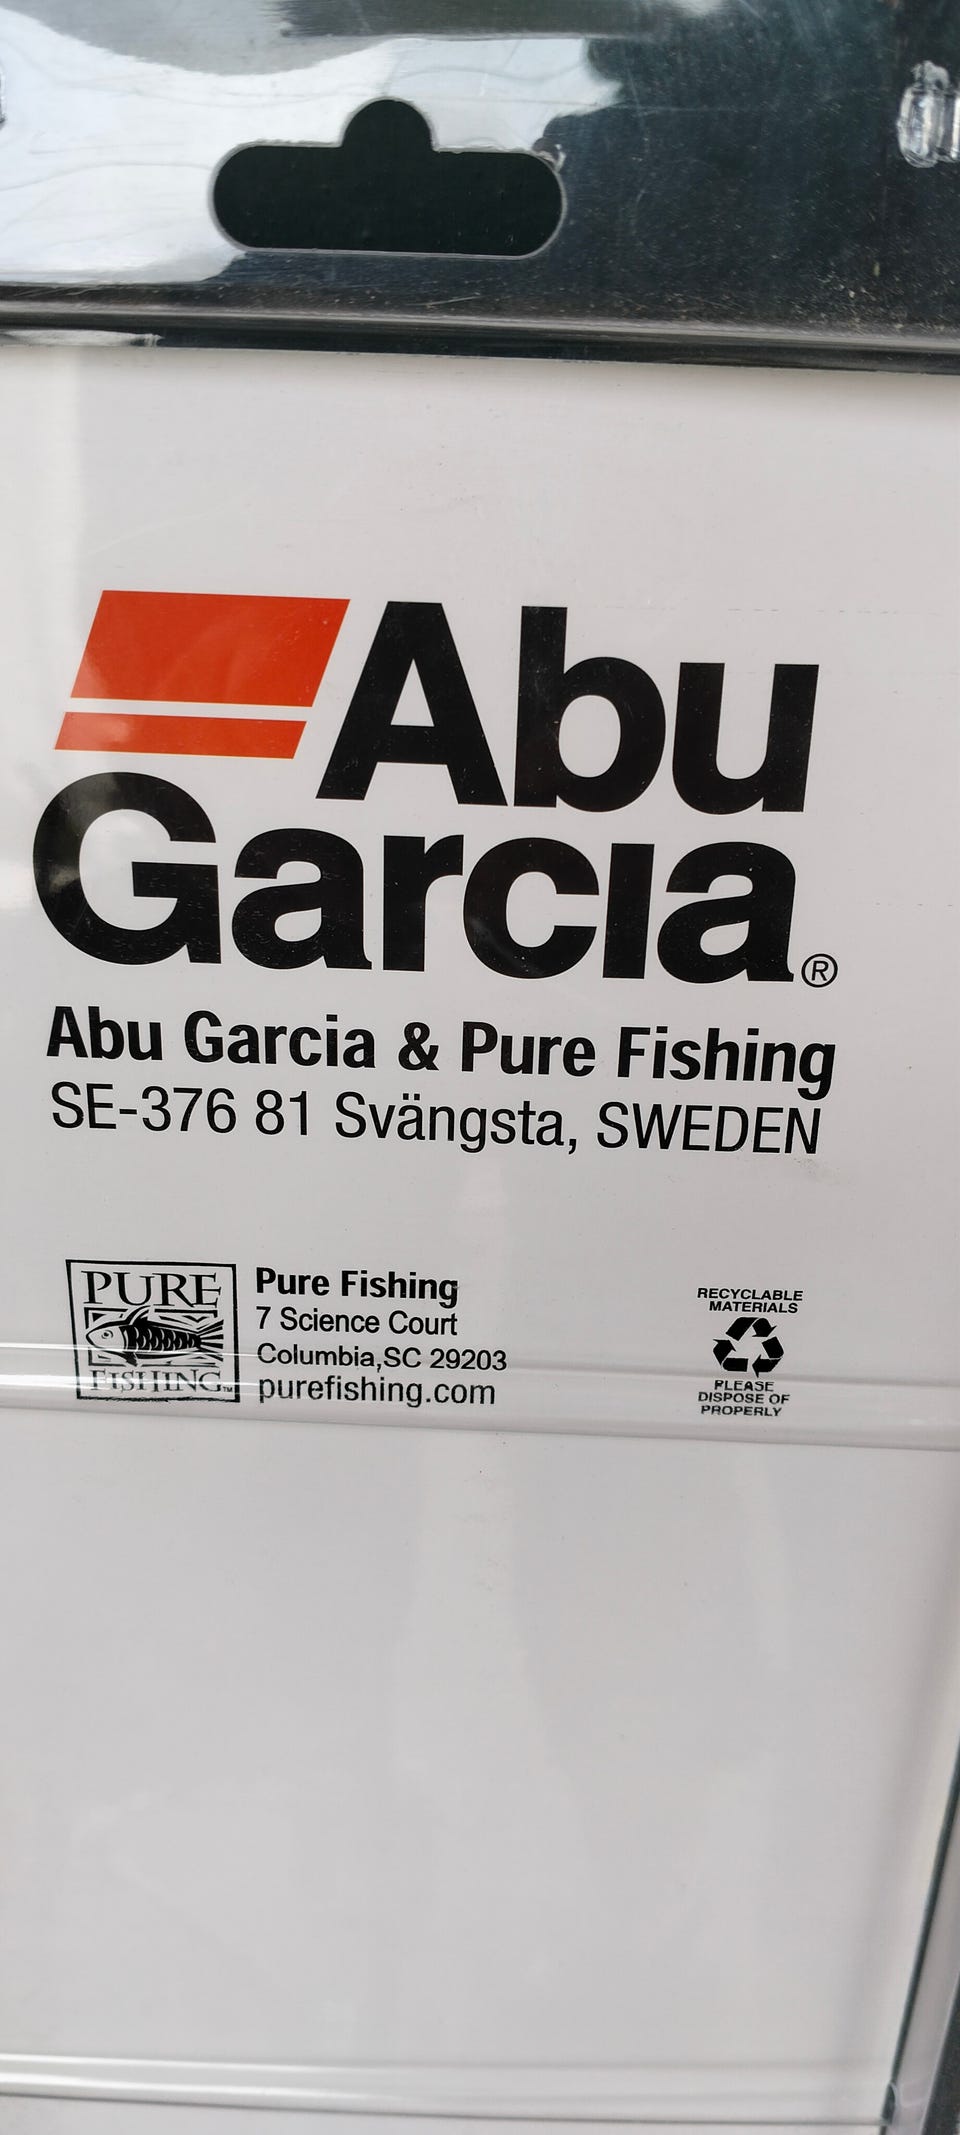 Abu
Garcia®
Abu Garcia & Pure Fishing
SE-376 81 Svängsta, SWEDEN
PURE
FISHING™
Pure Fishing
7 Science Court
Columbia,SC 29203
purefishing.com
RECYCLABLE
MATERIALS
PLEASE
DISPOSE OF
PROPERLY